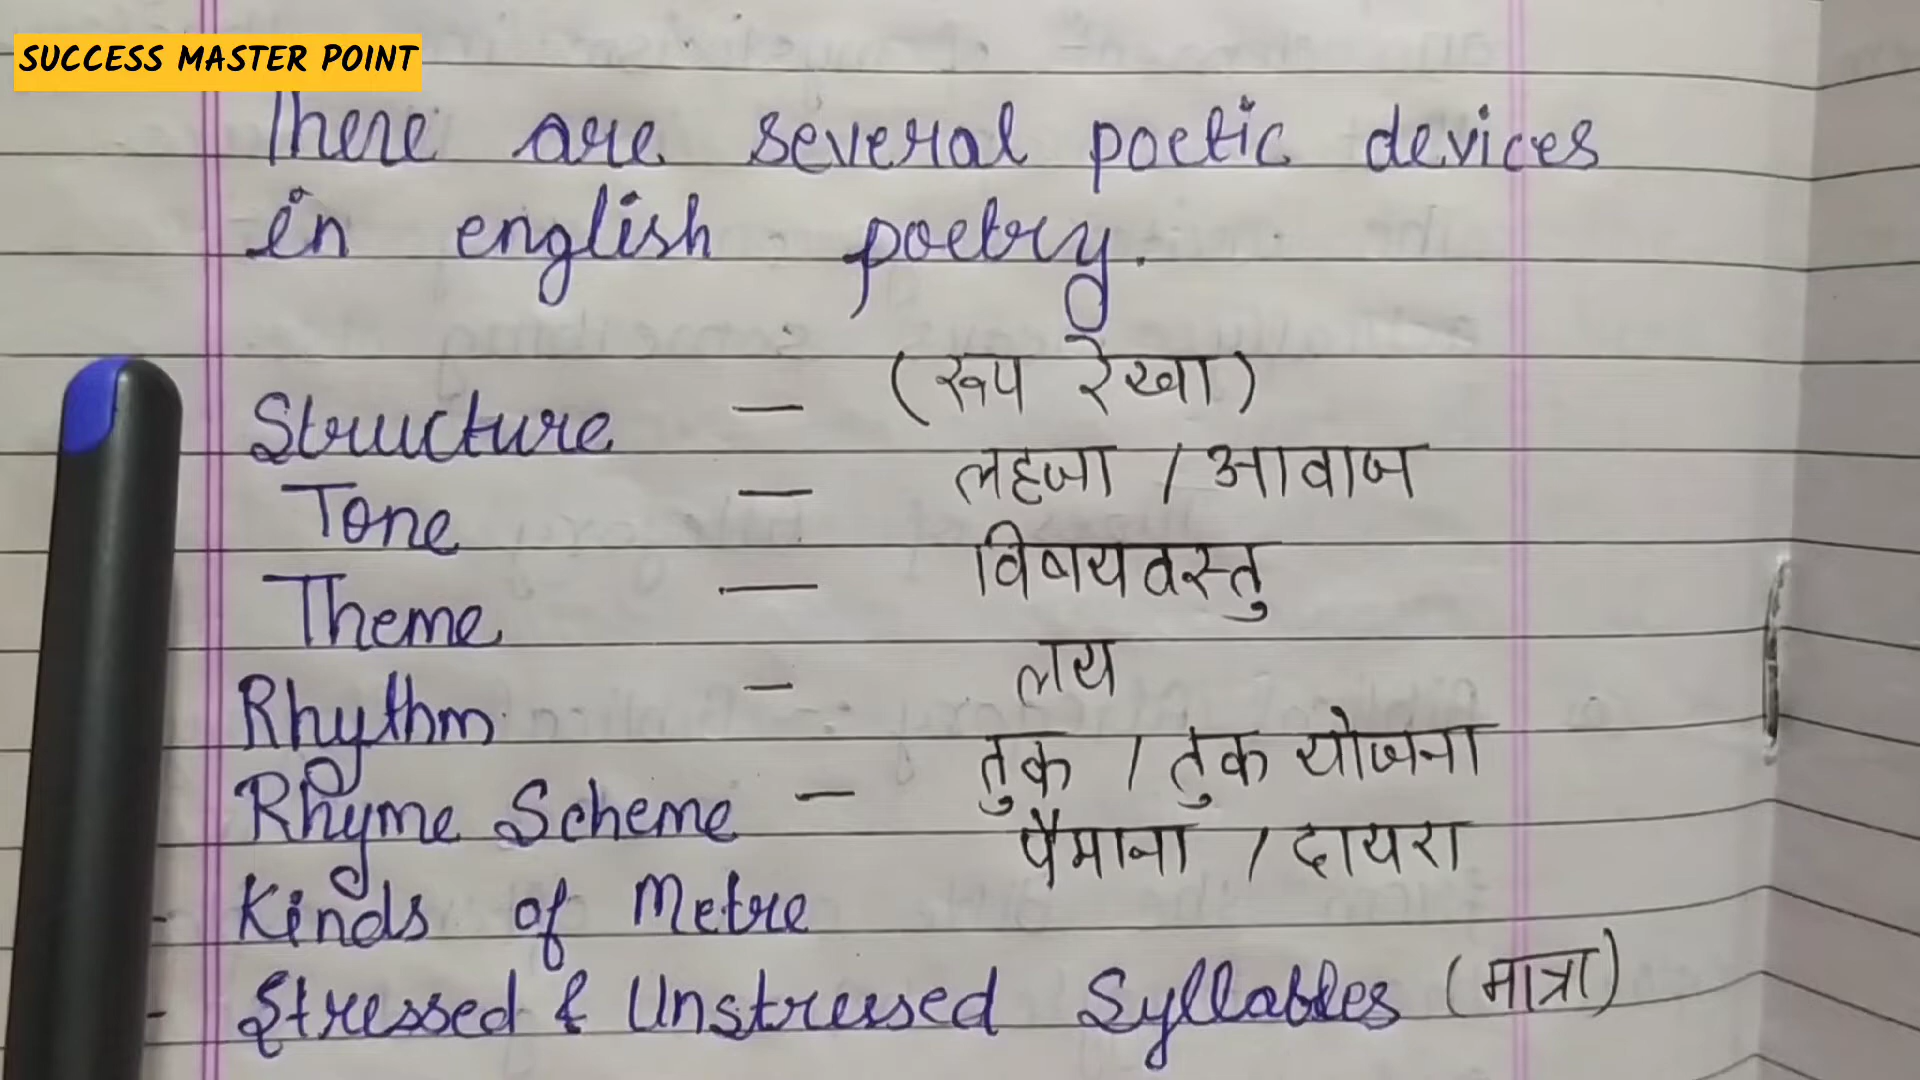 SUCCESS MASTER POINT
There are several poetic devices
in english poetry.
Structure — (रूप रेखा)
Tone — लहजा / आवाज
Theme — विषयवस्तु
Rhythm — लय
Rhyme Scheme — तुक / तुक योजना
पैमाना / दायरा
- Kinds of Metre
- Stressed & Unstressed Syllables (मात्रा)